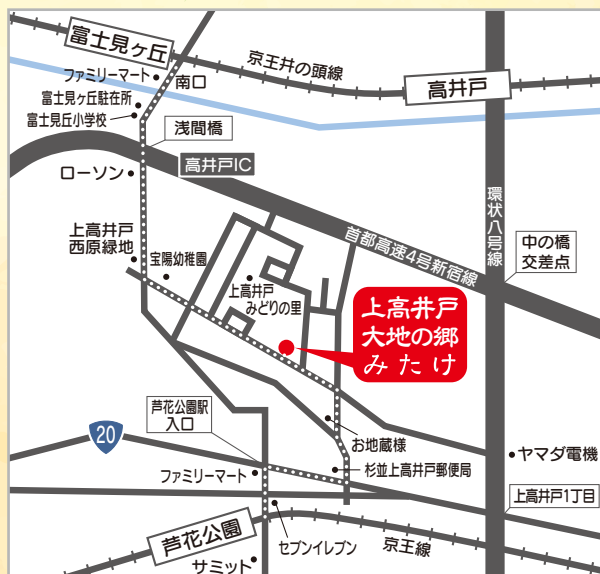 富士見ヶ丘
京王井の頭線
ファミリーマート
南口
高井戸
富士見ヶ丘駐在所
富士見丘小学校
浅間橋
高井戸IC
ローソン
環状八号線
首都高速4号新宿線
上高井戸
西原緑地
宝陽幼稚園
中の橋
交差点
上高井戸
みどりの里
上高井戸
大地の郷
みたけ
芦花公園駅
入口
20
お地蔵様
ヤマダ電機
ファミリーマート
杉並上高井戸郵便局
上高井戸1丁目
芦花公園
セブンイレブン
京王線
サミット